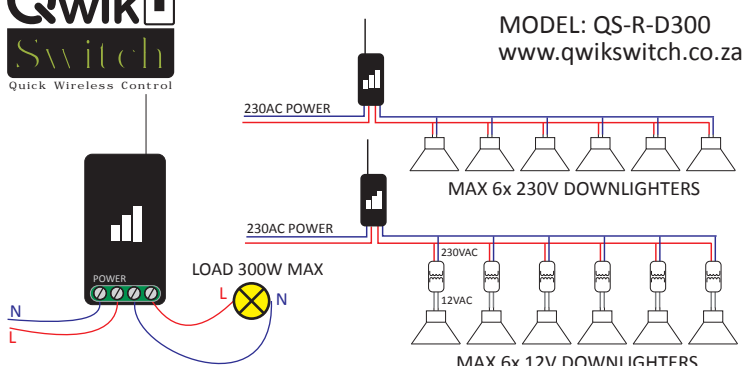 Qwik
Switch
Quick Wireless Control
MODEL: QS-R-D300
www.qwikswitch.co.za
230AC POWER
MAX 6x 230V DOWNLIGHTERS
230AC POWER
230VAC
12VAC
MAX 6x 12V DOWNLIGHTERS
POWER
LOAD 300W MAX
L
N
N
L